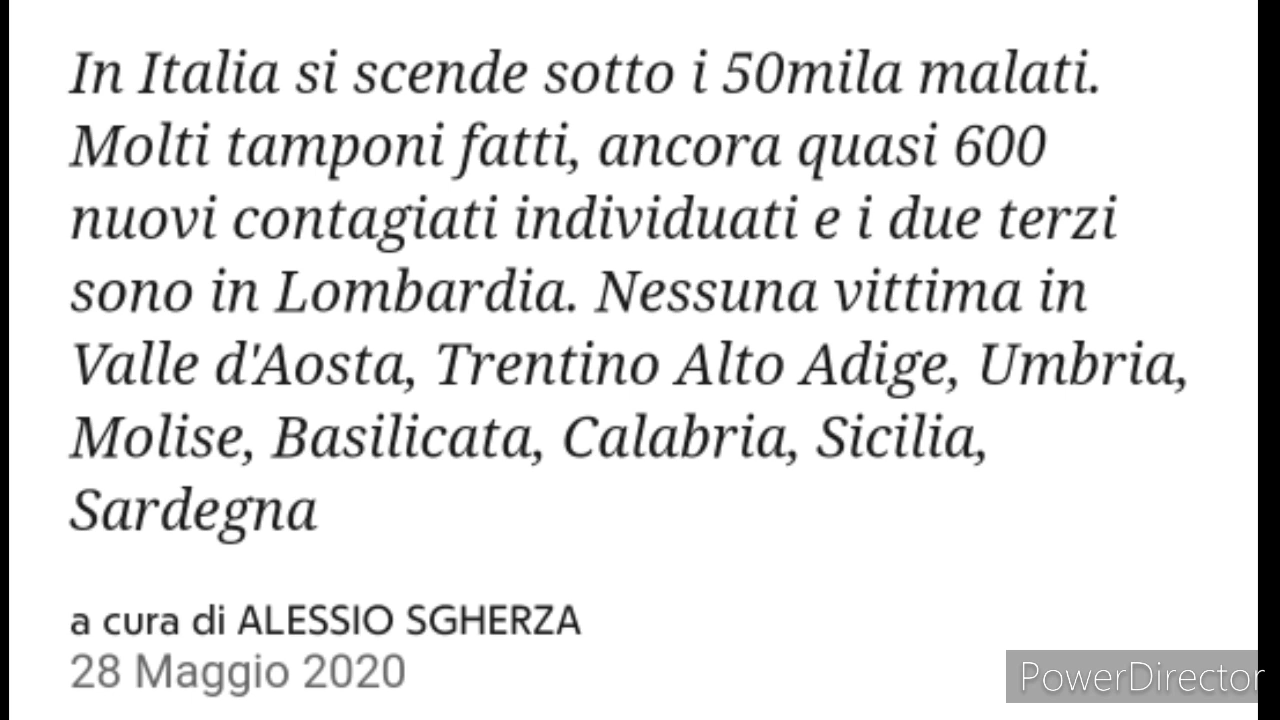 In Italia si scende sotto i 50mila malati.
Molti tamponi fatti, ancora quasi 600
nuovi contagiati individuati e i due terzi
sono in Lombardia. Nessuna vittima in
Valle d'Aosta, Trentino Alto Adige, Umbria,
Molise, Basilicata, Calabria, Sicilia,
Sardegna
a cura di ALESSIO SGHERZA
28 Maggio 2020
PowerDirector